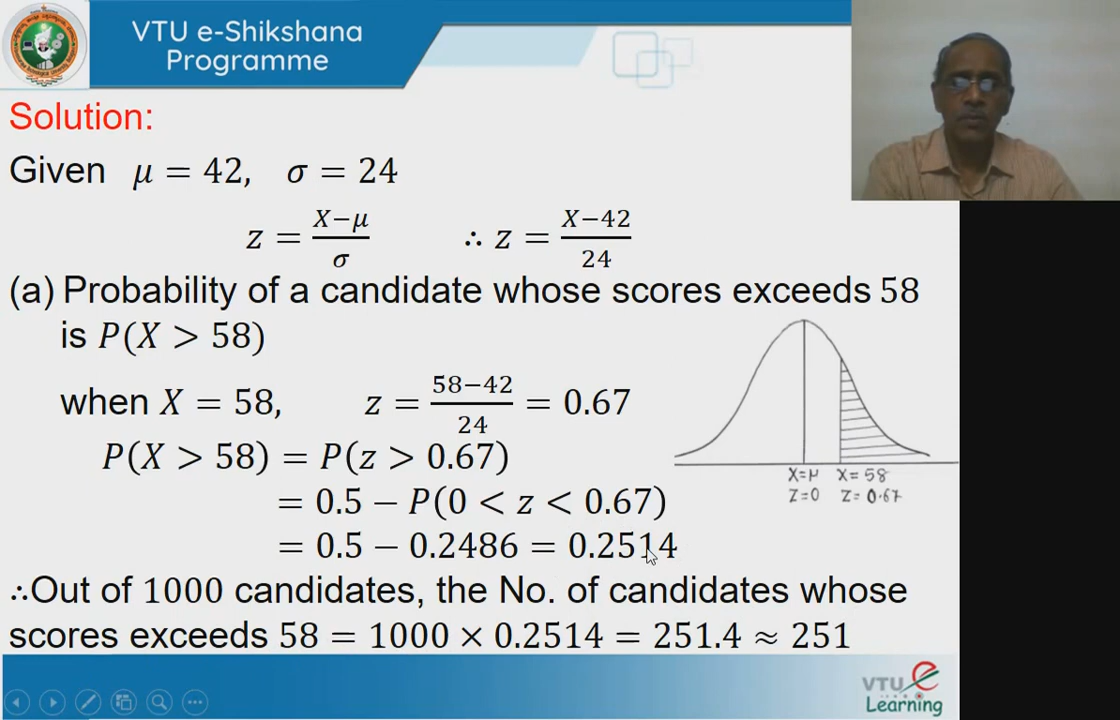 VTU e-Shikshana
Programme
Solution:
Given μ = 42, σ = 24
z = (X−μ)/σ ∴ z = (X−42)/24
(a) Probability of a candidate whose scores exceeds 58
is P(X > 58)
when X = 58, z = (58−42)/24 = 0.67
P(X > 58) = P(z > 0.67)
= 0.5 − P(0 < z < 0.67)
= 0.5 − 0.2486 = 0.2514
X=μ X=58
Z=0 Z=0.67
∴Out of 1000 candidates, the No. of candidates whose
scores exceeds 58 = 1000 × 0.2514 = 251.4 ≈ 251
VTU e
Learning